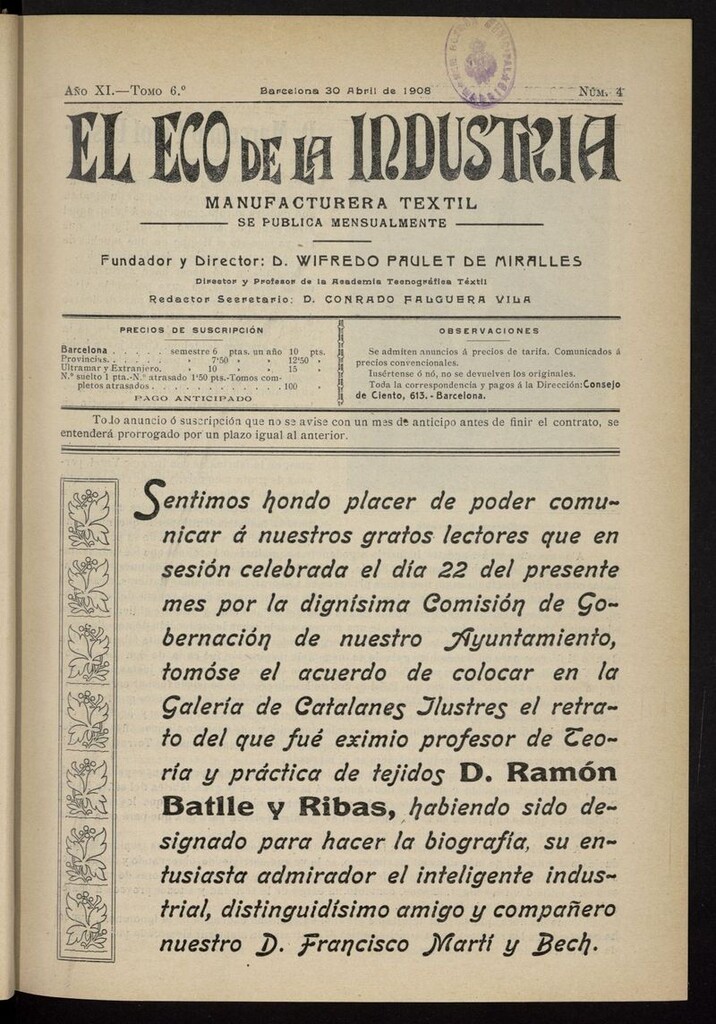 Año XI.—Tomo 6.º Barcelona 30 Abril de 1908 Núm. 4
EL ECO DE LA INDUSTRIA
MANUFACTURERA TEXTIL
SE PUBLICA MENSUALMENTE
Fundador y Director: D. WIFREDO PAULET DE MIRALLES
Director y Profesor de la Academia Tecnográfica Téxtil
Redactor Secretario: D. CONRADO FALGUERA VILA
PRECIOS DE SUSCRIPCIÓN
Barcelona . . . . . semestre 6 ptas. un año 10 pts.
Provincias. . . . . . » 7'50 » » 12'50 »
Ultramar y Extranjero. » 10 » » 15 »
N.º suelto 1 pta.-N.º atrasado 1'50 pts.-Tomos com-
pletos atrasados . . . . . . . . . . . 100 »
PAGO ANTICIPADO
OBSERVACIONES
Se admiten anuncios á precios de tarifa. Comunicados á
precios convencionales.
Insértense ó nó, no se devuelven los originales.
Toda la correspondencia y pagos á la Dirección: Consejo
de Ciento, 613. - Barcelona.
Todo anuncio ó suscripción que no se avise con un mes de anticipo antes de finir el contrato, se
entenderá prorrogado por un plazo igual al anterior.
Sentimos hondo placer de poder comu-
nicar á nuestros gratos lectores que en
sesión celebrada el día 22 del presente
mes por la dignísima Comisión de Go-
bernación de nuestro Ayuntamiento,
tomóse el acuerdo de colocar en la
Galería de Catalanes Ilustres el retra-
to del que fué eximio profesor de Teo-
ría y práctica de tejidos D. Ramón
Batlle y Ribas, habiendo sido de-
signado para hacer la biografía, su en-
tusiasta admirador el inteligente indus-
trial, distinguidísimo amigo y compañero
nuestro D. Francisco Martí y Bech.